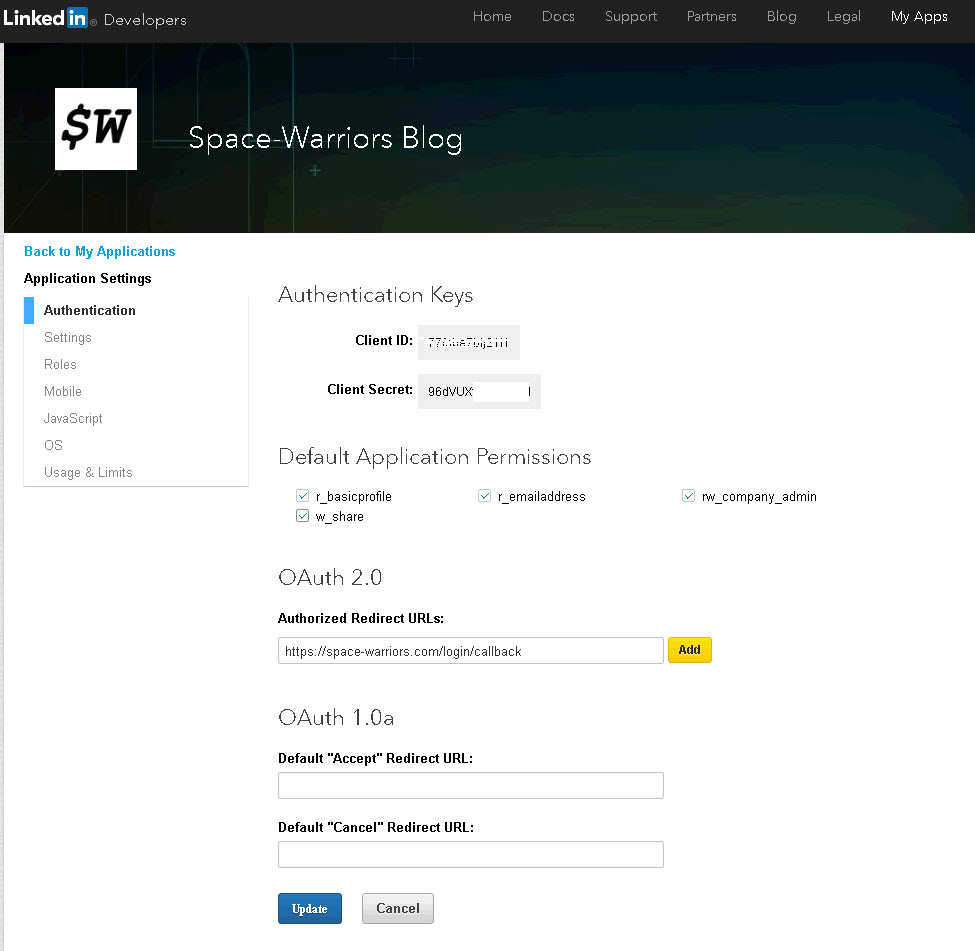 LinkedIn® Developers
Home Docs Support Partners Blog Legal My Apps
$W
Space-Warriors Blog
Back to My Applications
Application Settings
Authentication
Settings
Roles
Mobile
JavaScript
OS
Usage & Limits
Authentication Keys
Client ID:
Client Secret:
Default Application Permissions
r_basicprofile r_emailaddress rw_company_admin
w_share
OAuth 2.0
Authorized Redirect URLs:
https://space-warriors.com/login/callback Add
OAuth 1.0a
Default "Accept" Redirect URL:
Default "Cancel" Redirect URL:
Update Cancel